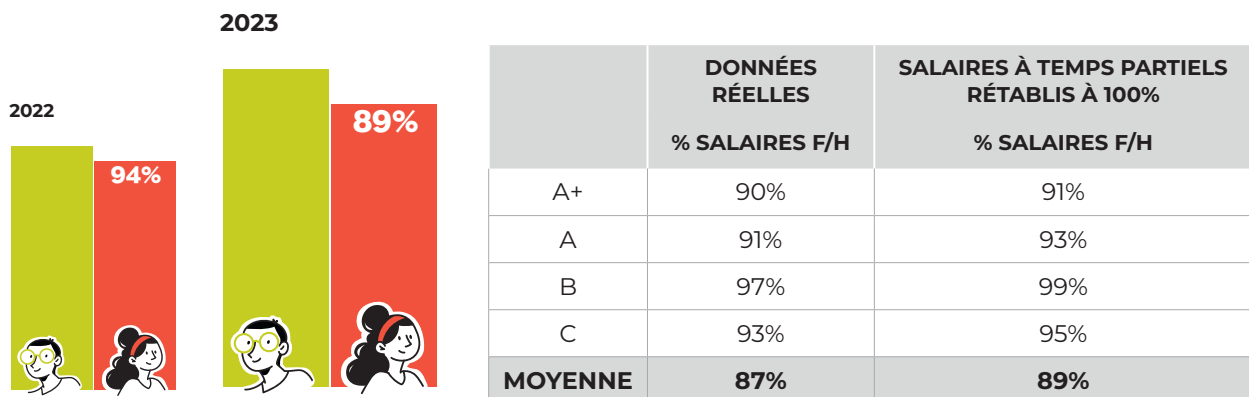 2023
2022
89%
94%
DONNÉES
RÉELLES
% SALAIRES F/H
SALAIRES À TEMPS PARTIELS
RÉTABLIS À 100%
% SALAIRES F/H
A+ 90% 91%
A 91% 93%
B 97% 99%
C 93% 95%
MOYENNE 87% 89%